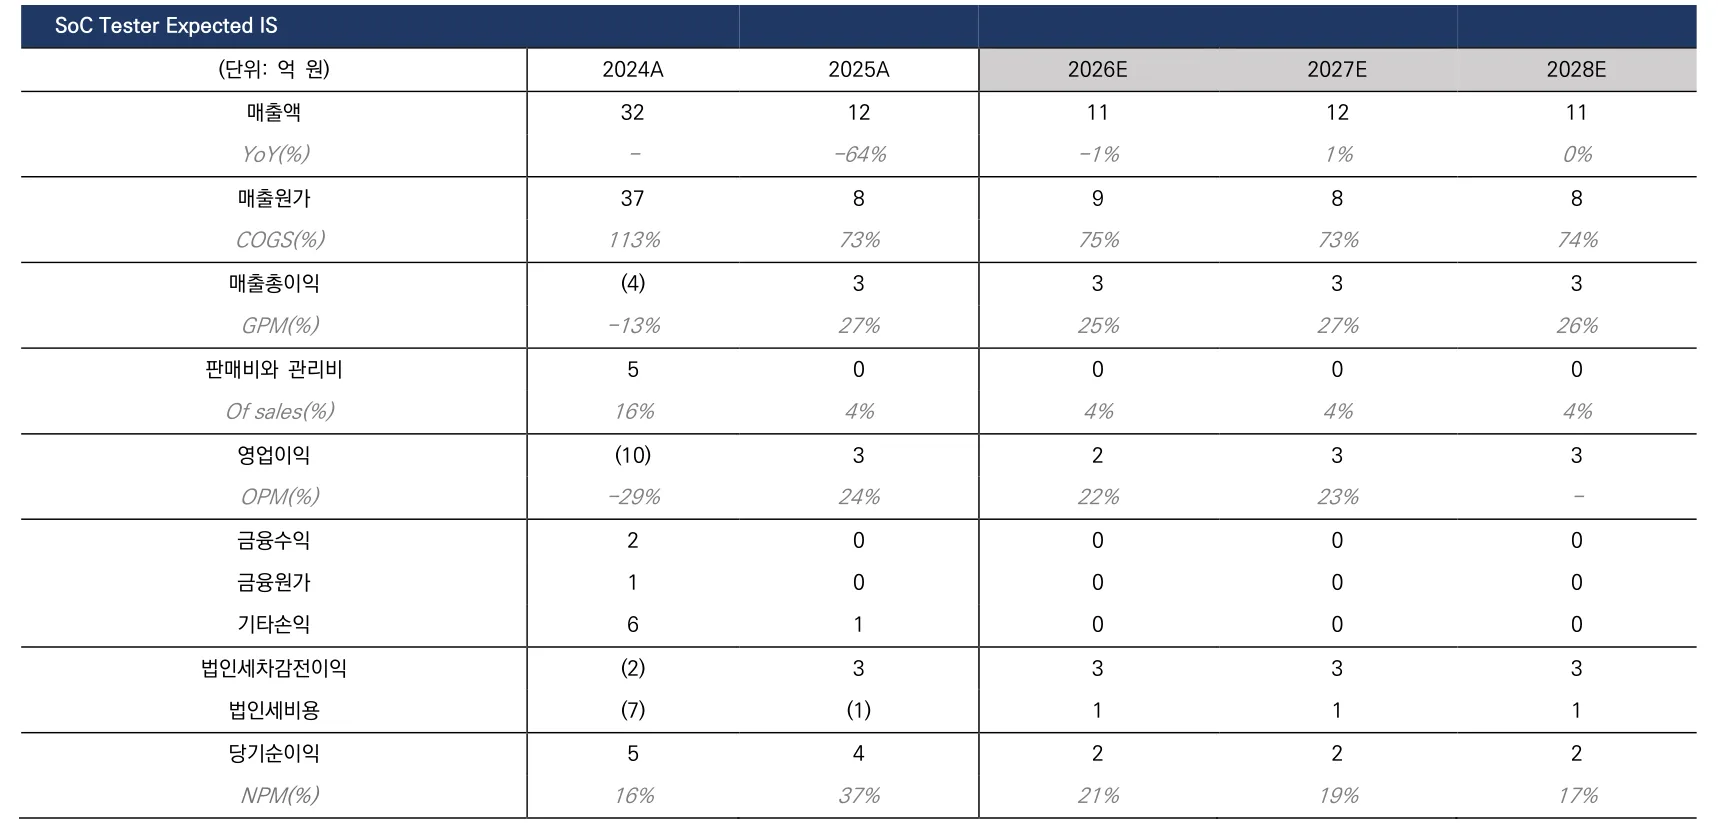 SoC Tester Expected IS
(단위: 억 원) 2024A 2025A 2026E 2027E 2028E
매출액 32 12 11 12 11
YoY(%) - -64% -1% 1% 0%
매출원가 37 8 9 8 8
COGS(%) 113% 73% 75% 73% 74%
매출총이익 (4) 3 3 3 3
GPM(%) -13% 27% 25% 27% 26%
판매비와 관리비 5 0 0 0 0
Of sales(%) 16% 4% 4% 4% 4%
영업이익 (10) 3 2 3 3
OPM(%) -29% 24% 22% 23% -
금융수익 2 0 0 0 0
금융원가 1 0 0 0 0
기타손익 6 1 0 0 0
법인세차감전이익 (2) 3 3 3 3
법인세비용 (7) (1) 1 1 1
당기순이익 5 4 2 2 2
NPM(%) 16% 37% 21% 19% 17%